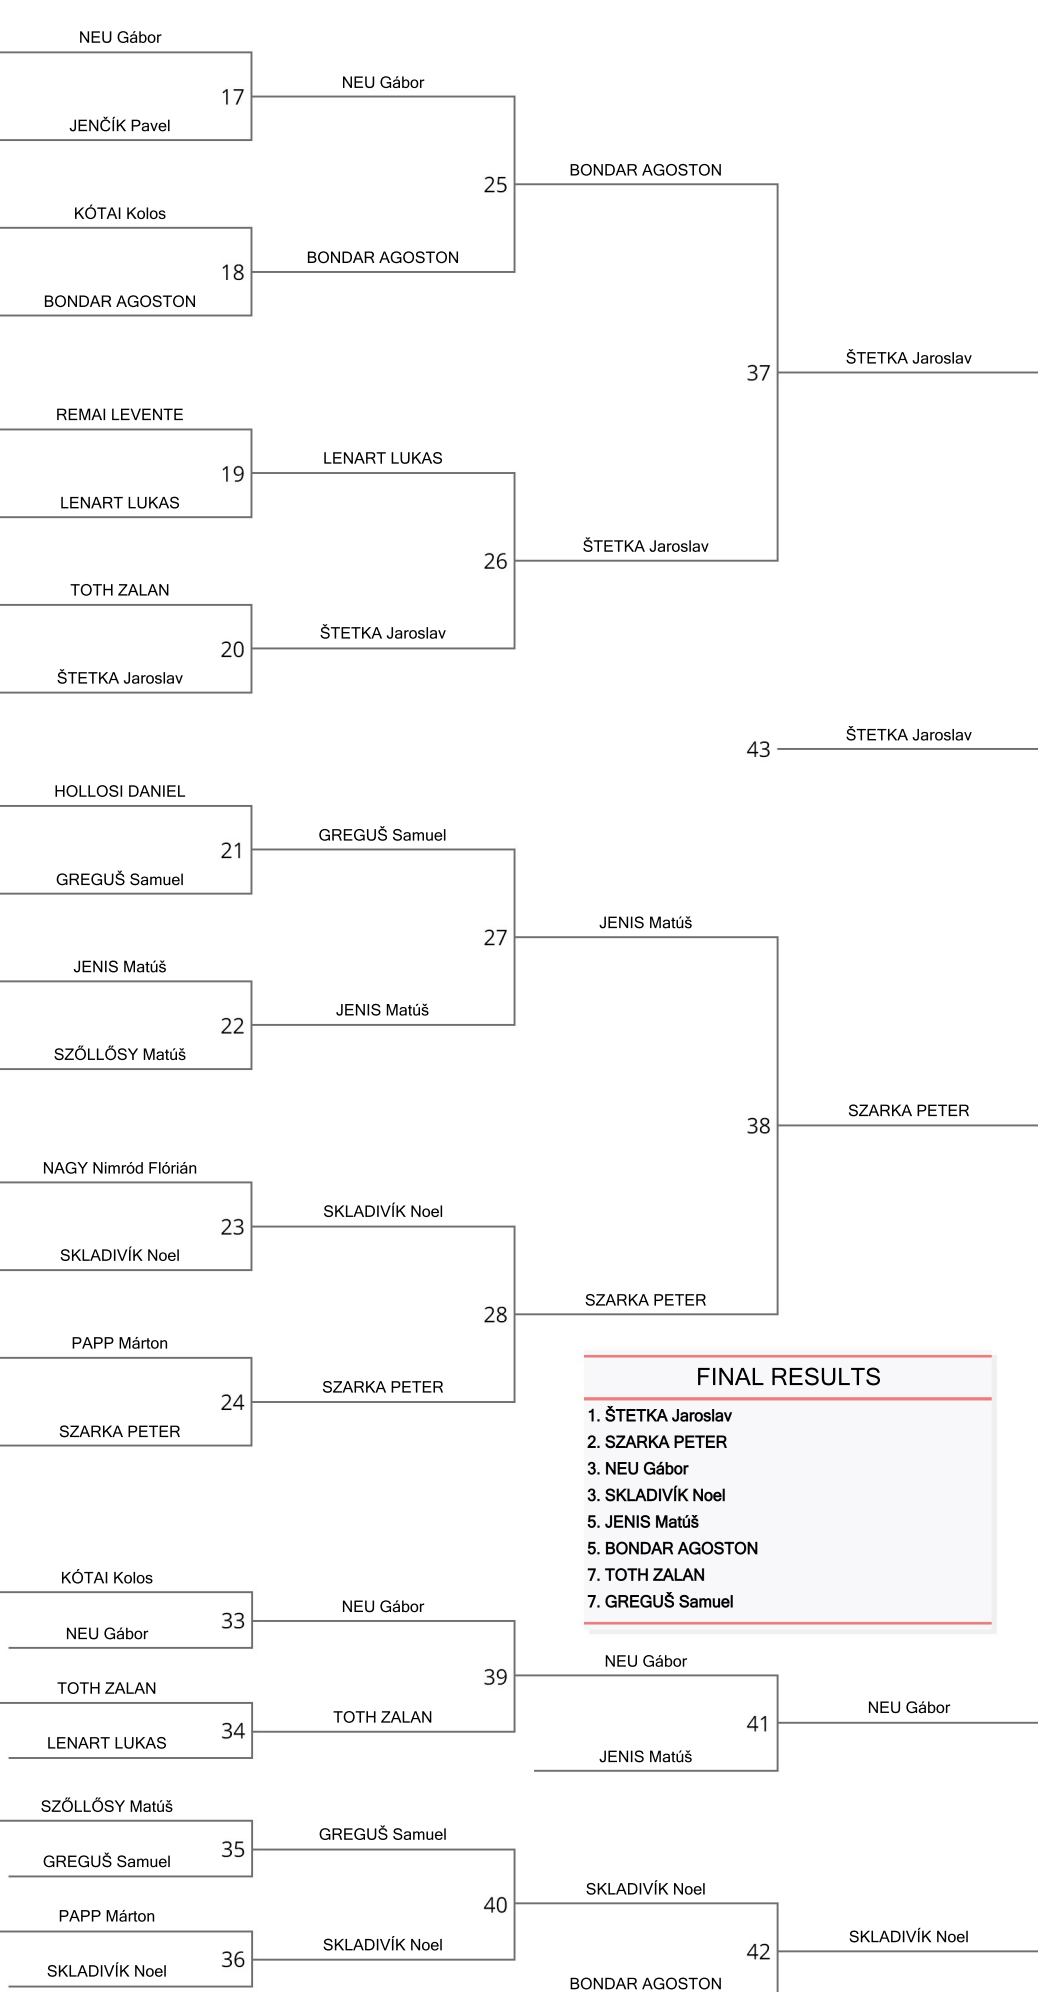 NEU Gábor
NEU Gábor
17
JENČÍK Pavel
BONDAR AGOSTON
25
KÓTAI Kolos
BONDAR AGOSTON
18
BONDAR AGOSTON
ŠTETKA Jaroslav
37
REMAI LEVENTE
LENART LUKAS
19
LENART LUKAS
ŠTETKA Jaroslav
26
TOTH ZALAN
ŠTETKA Jaroslav
20
ŠTETKA Jaroslav
ŠTETKA Jaroslav
43
HOLLOSI DANIEL
GREGUŠ Samuel
21
GREGUŠ Samuel
JENIS Matúš
27
JENIS Matúš
JENIS Matúš
22
SZŐLLŐSY Matúš
SZARKA PETER
38
NAGY Nimród Flórián
SKLADIVÍK Noel
23
SKLADIVÍK Noel
SZARKA PETER
28
PAPP Márton
SZARKA PETER
24
SZARKA PETER
FINAL RESULTS
1. ŠTETKA Jaroslav
2. SZARKA PETER
3. NEU Gábor
3. SKLADIVÍK Noel
5. JENIS Matúš
5. BONDAR AGOSTON
7. TOTH ZALAN
7. GREGUŠ Samuel
KÓTAI Kolos
NEU Gábor
33
NEU Gábor
NEU Gábor
39
TOTH ZALAN
TOTH ZALAN
34
LENART LUKAS
NEU Gábor
41
JENIS Matúš
SZŐLLŐSY Matúš
GREGUŠ Samuel
35
GREGUŠ Samuel
SKLADIVÍK Noel
40
PAPP Márton
SKLADIVÍK Noel
36
SKLADIVÍK Noel
SKLADIVÍK Noel
42
BONDAR AGOSTON